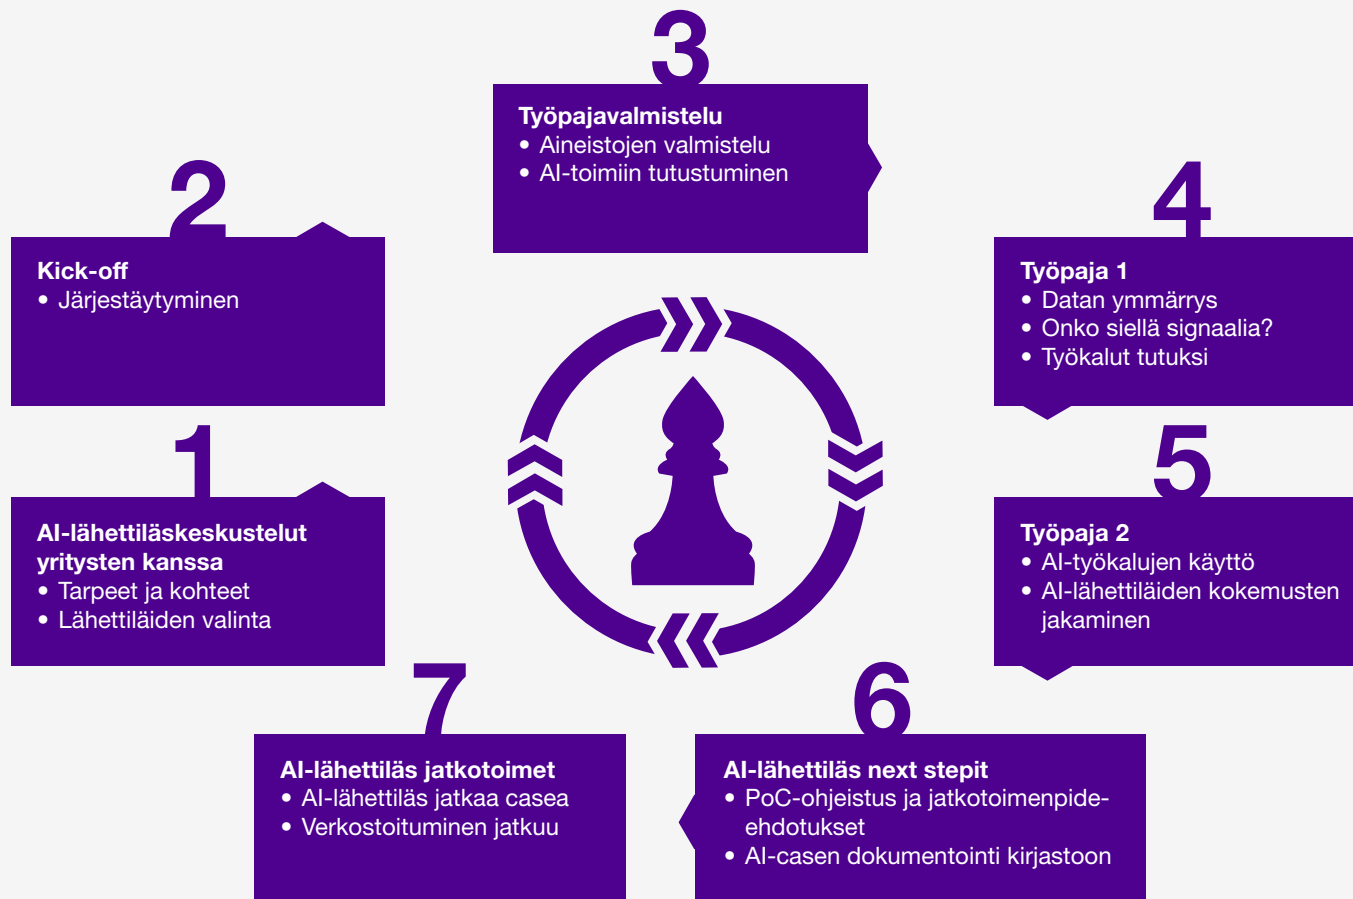 1
AI-lähettiläskeskustelut
yritysten kanssa
• Tarpeet ja kohteet
• Lähettiläiden valinta
2
Kick-off
• Järjestäytyminen
3
Työpajavalmistelu
• Aineistojen valmistelu
• AI-toimiin tutustuminen
4
Työpaja 1
• Datan ymmärrys
• Onko siellä signaalia?
• Työkalut tutuksi
5
Työpaja 2
• AI-työkalujen käyttö
• AI-lähettiläiden kokemusten
jakaminen
6
AI-lähettiläs next stepit
• PoC-ohjeistus ja jatkotoimenpide-
ehdotukset
• AI-casen dokumentointi kirjastoon
7
AI-lähettiläs jatkotoimet
• AI-lähettiläs jatkaa casea
• Verkostoituminen jatkuu